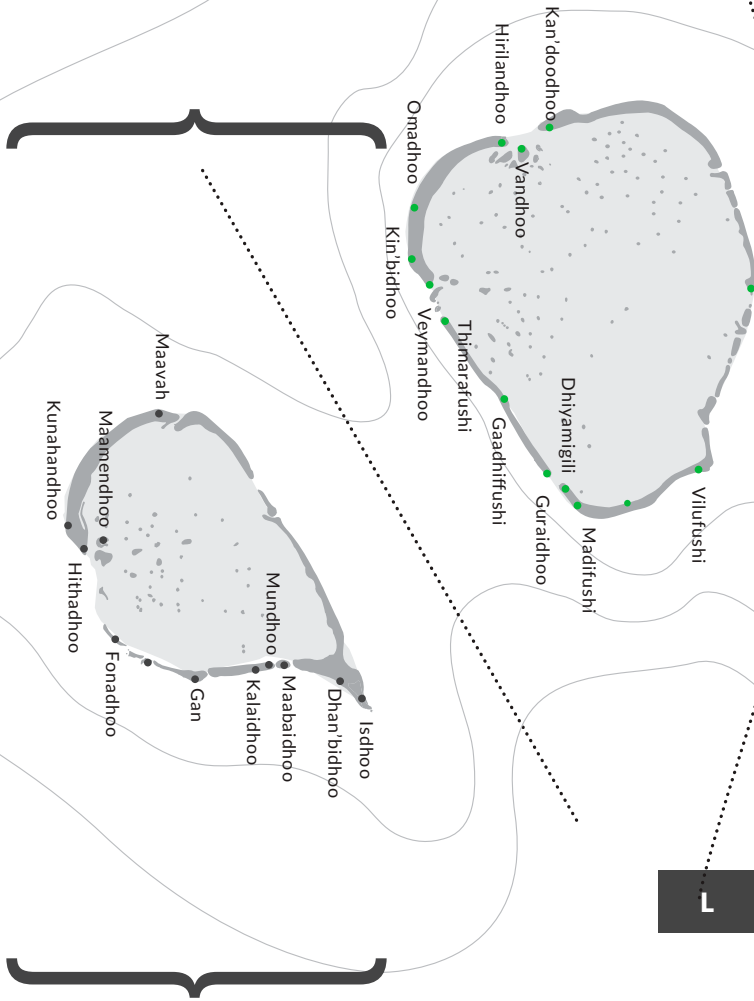 Kan'doodhoo
Hirilandhoo
Omadhoo
Vandhoo
Kin'bidhoo
Veymandhoo
Thimarafushi
Gaadhiffushi
Dhiyamigili
Guraidhoo
Madifushi
Vilufushi
Maavah
Kunahandhoo
Maamendhoo
Hithadhoo
Fonadhoo
Gan
Mundhoo
Kalaidhoo
Maabaidhoo
Dhan'bidhoo
Isdhoo
L